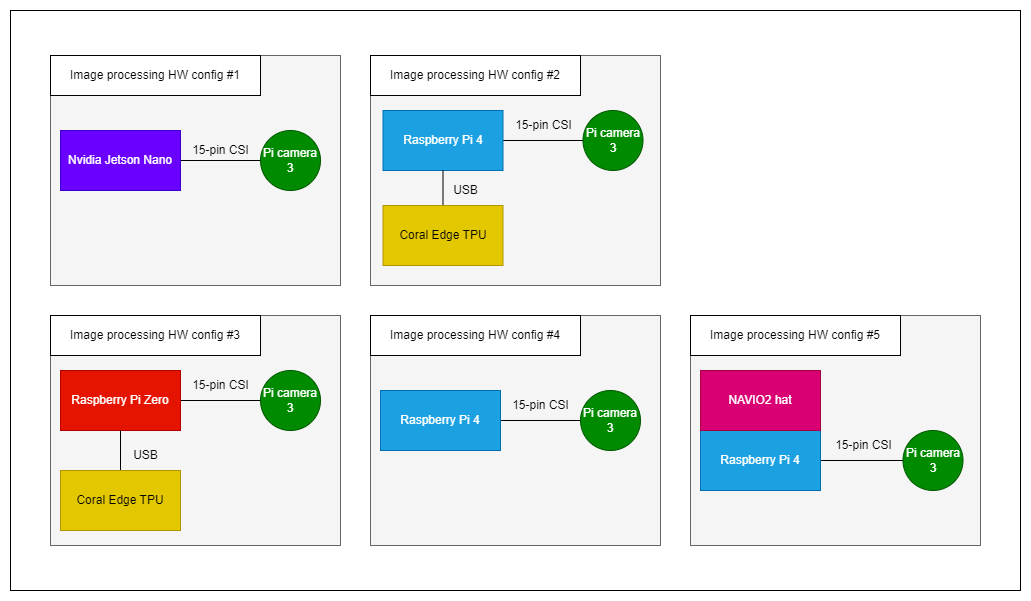 Image processing HW config #1
Nvidia Jetson Nano
15-pin CSI
Pi camera
3
Image processing HW config #2
Raspberry Pi 4
15-pin CSI
Pi camera
3
USB
Coral Edge TPU
Image processing HW config #3
Raspberry Pi Zero
15-pin CSI
Pi camera
3
USB
Coral Edge TPU
Image processing HW config #4
Raspberry Pi 4
15-pin CSI
Pi camera
3
Image processing HW config #5
NAVIO2 hat
Raspberry Pi 4
15-pin CSI
Pi camera
3